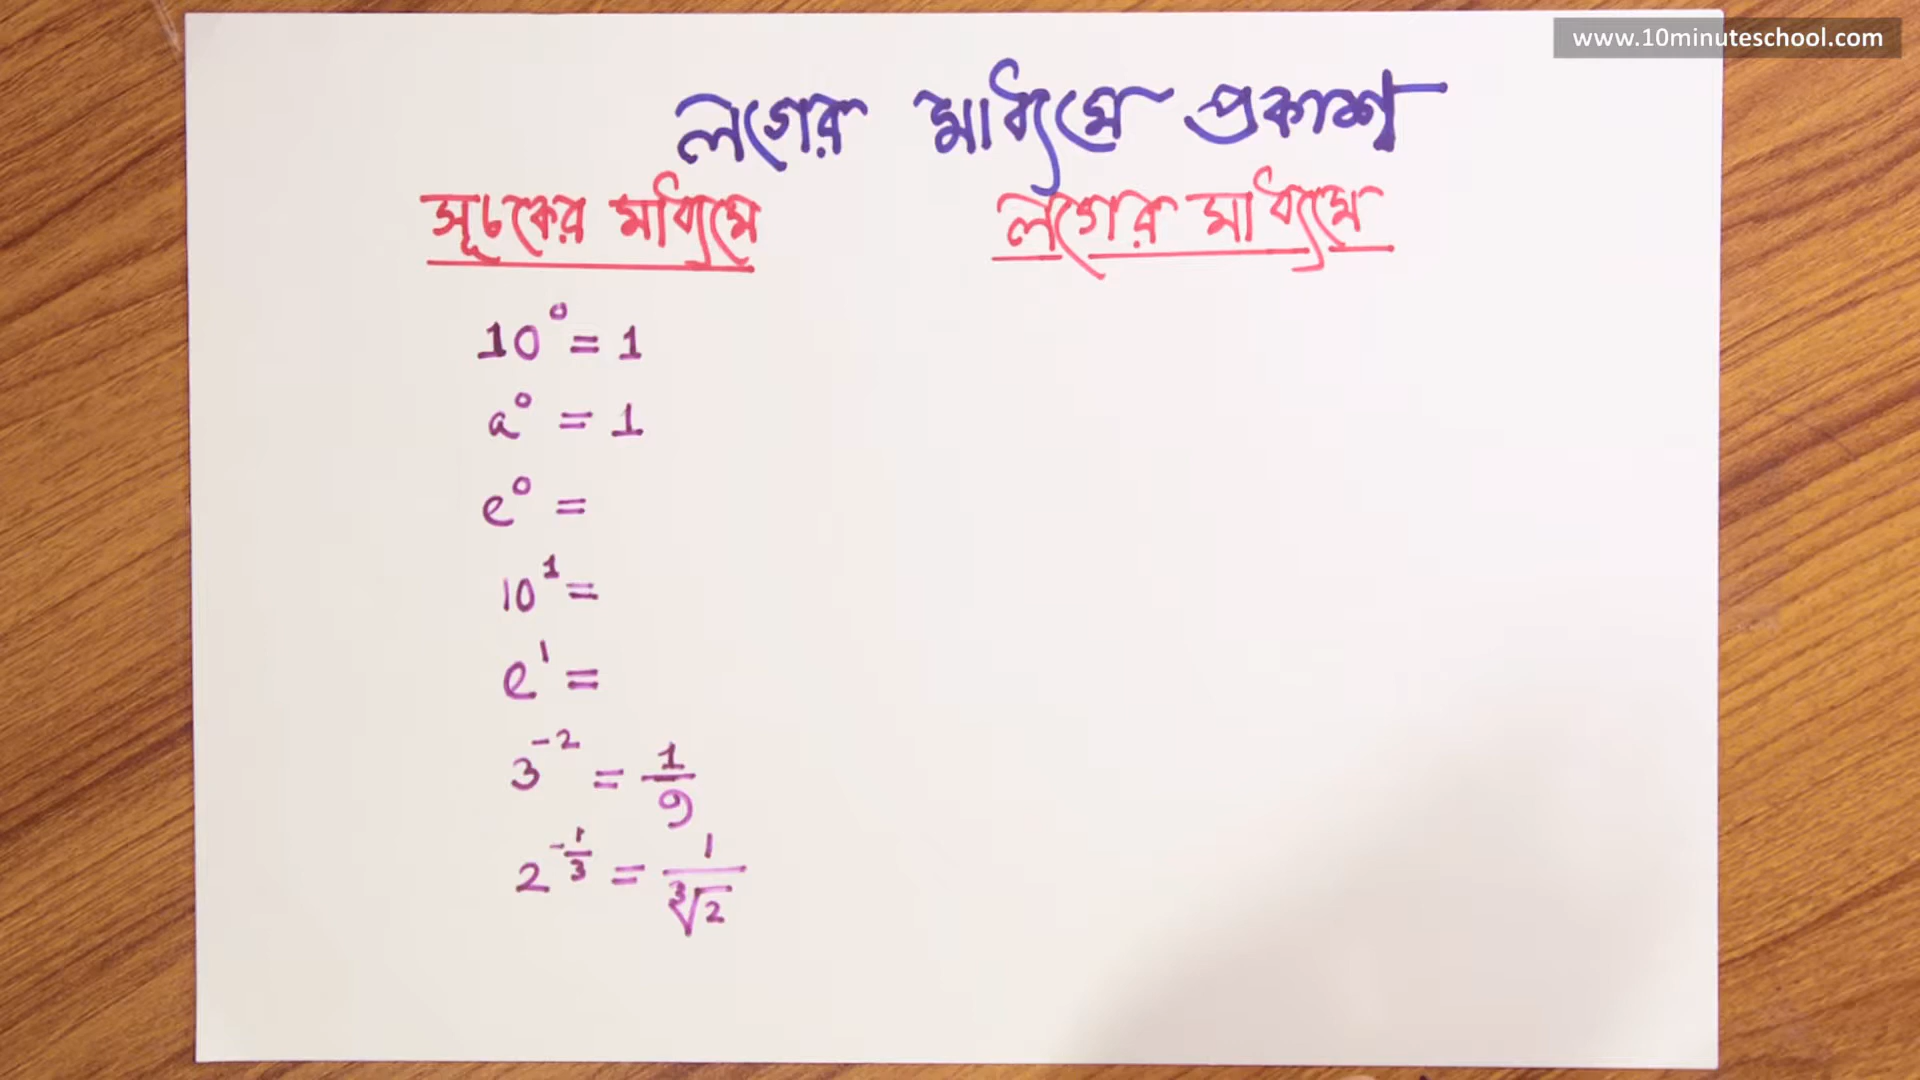 www.10minuteschool.com
লগের মাধ্যমে প্রকাশ
সূচকের মাধ্যমে লগের মাধ্যমে
10⁰ = 1
a⁰ = 1
e⁰ =
10¹ =
e¹ =
3⁻² = 1/9
2^(-1/3) = 1/∛2